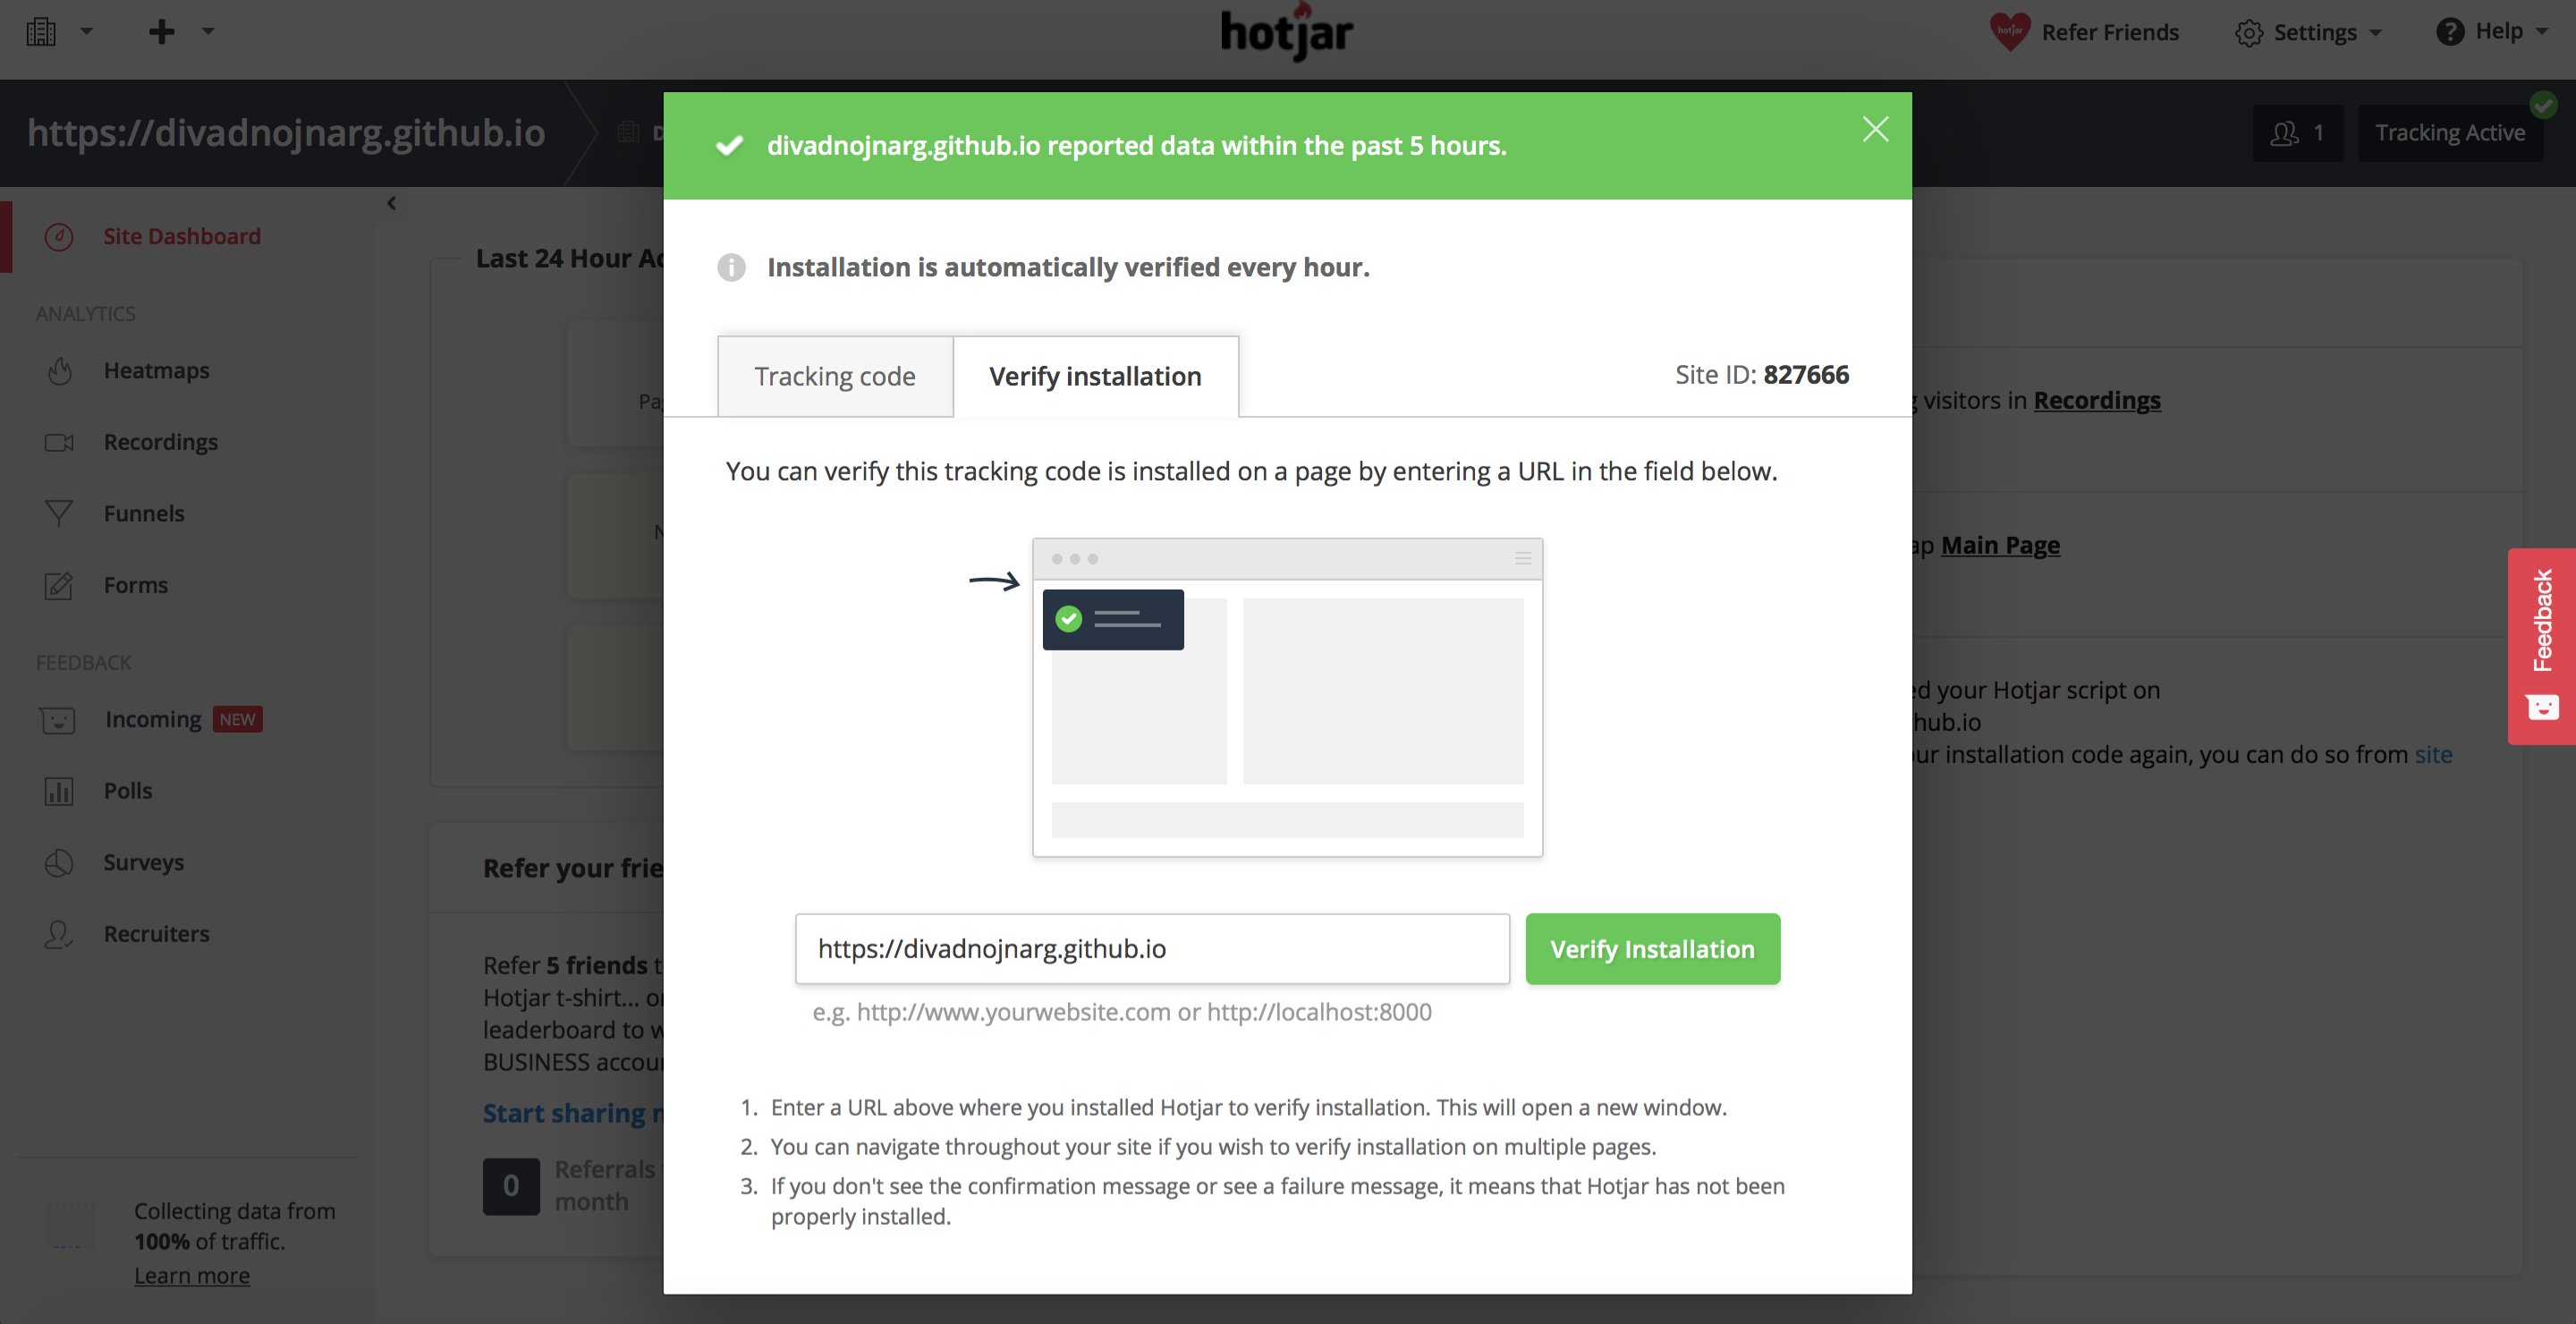 hotjar
hotjar Refer Friends
Settings
Help
https://divadnojnarg.github.io
1
Tracking Active
divadnojnarg.github.io reported data within the past 5 hours.
Site Dashboard
ANALYTICS
Heatmaps
Recordings
Funnels
Forms
FEEDBACK
Incoming NEW
Polls
Surveys
Recruiters
Collecting data from
100% of traffic.
Learn more
Last 24 Hour
Refer your
Refer 5 friends
Hotjar t-shirt...
leaderboard to
BUSINESS
Start sharing
0
Referrals
month
Installation is automatically verified every hour.
Tracking code
Verify installation
Site ID: 827666
You can verify this tracking code is installed on a page by entering a URL in the field below.
https://divadnojnarg.github.io
Verify Installation
e.g. http://www.yourwebsite.com or http://localhost:8000
1. Enter a URL above where you installed Hotjar to verify installation. This will open a new window.
2. You can navigate throughout your site if you wish to verify installation on multiple pages.
3. If you don't see the confirmation message or see a failure message, it means that Hotjar has not been
properly installed.
visitors in Recordings
Main Page
your Hotjar script on
hub.io
installation code again, you can do so from site
Feedback